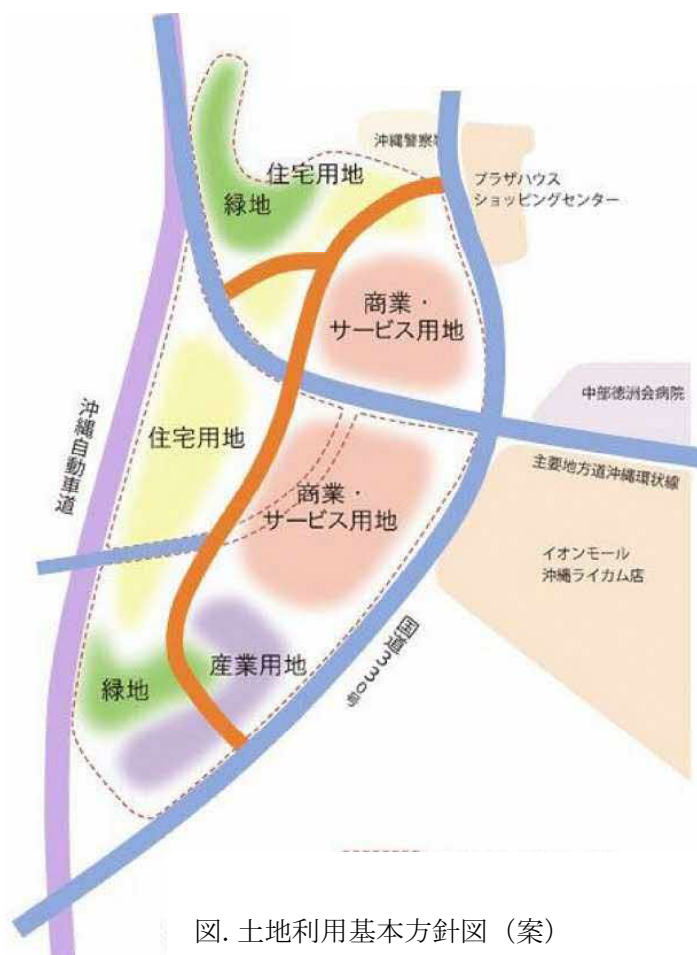 沖縄警察
プラザハウス
ショッピングセンター
住宅用地
緑地
商業・
サービス用地
中部徳洲会病院
沖縄自動車道
住宅用地
主要地方道沖縄環状線
商業・
サービス用地
イオンモール
沖縄ライカム店
国道330号
産業用地
緑地
図. 土地利用基本方針図（案）